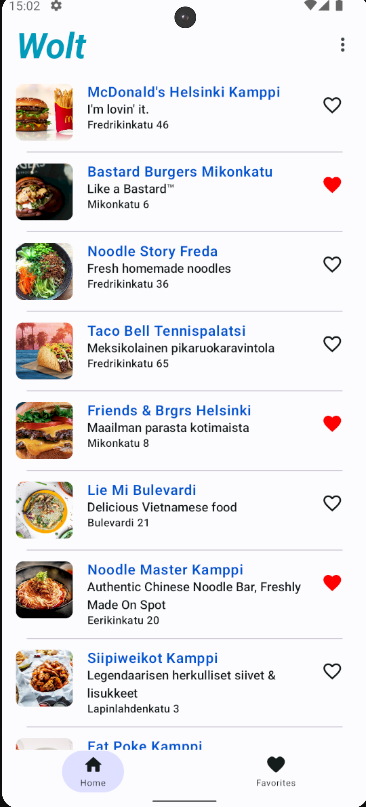 15:02
Wolt
McDonald's Helsinki Kamppi
I'm lovin' it.
Fredrikinkatu 46
Bastard Burgers Mikonkatu
Like a Bastard™
Mikonkatu 6
Noodle Story Freda
Fresh homemade noodles
Fredrikinkatu 36
Taco Bell Tennispalatsi
Meksikolainen pikaruokaravintola
Fredrikinkatu 65
Friends & Brgrs Helsinki
Maailman parasta kotimaista
Mikonkatu 8
Lie Mi Bulevardi
Delicious Vietnamese food
Bulevardi 21
Noodle Master Kamppi
Authentic Chinese Noodle Bar, Freshly
Made On Spot
Eerikinkatu 20
Siipiweikot Kamppi
Legendaarisen herkulliset siivet &
lisukkeet
Lapinlahdenkatu 3
Fat Poke Kamppi
Home
Favorites